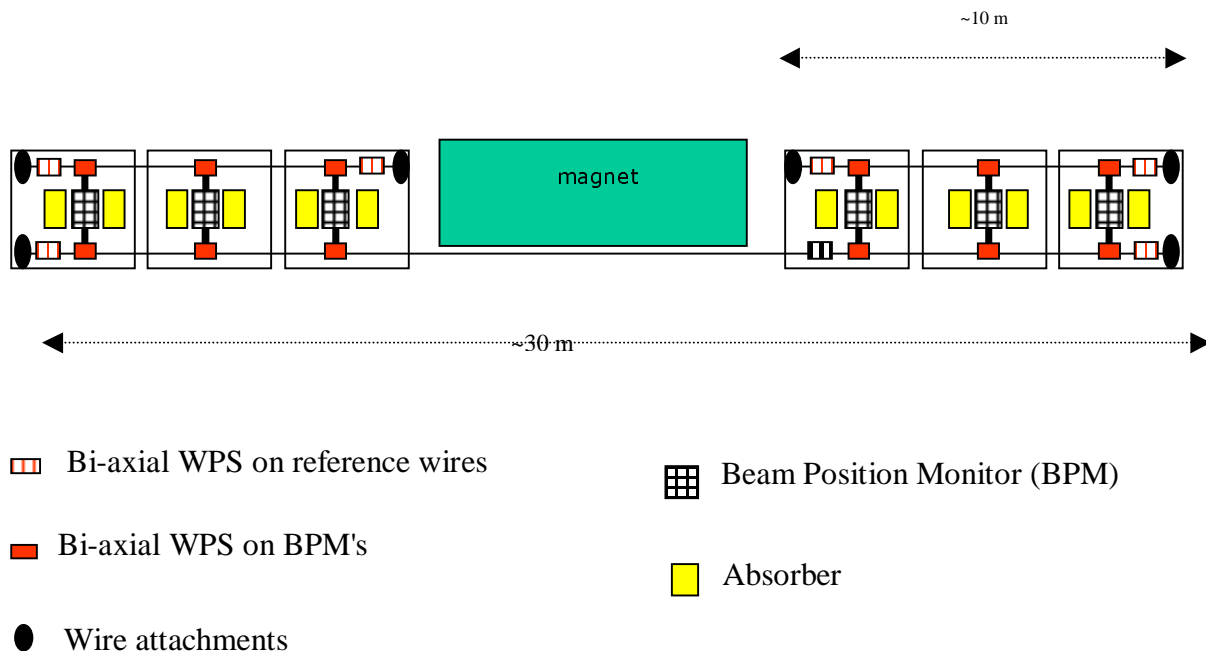 ~10 m
magnet
~30 m
Bi-axial WPS on reference wires
Beam Position Monitor (BPM)
Bi-axial WPS on BPM's
Absorber
Wire attachments